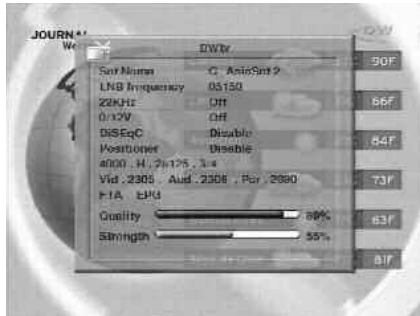 JOURNAL
DWtv
DW
Sat Name C AsiaSat 2
LNB frequency 05150
22KHz Off
0/12V Off
DiSEqC Disable
Positioner Disable
4000 . H . 28125 . 3/4
Vid . 2305 . Aud . 2306 . Pcr .
FTA EPG
Quality 89%
Strength 55%
90F
66F
64F
73F
63F
81F